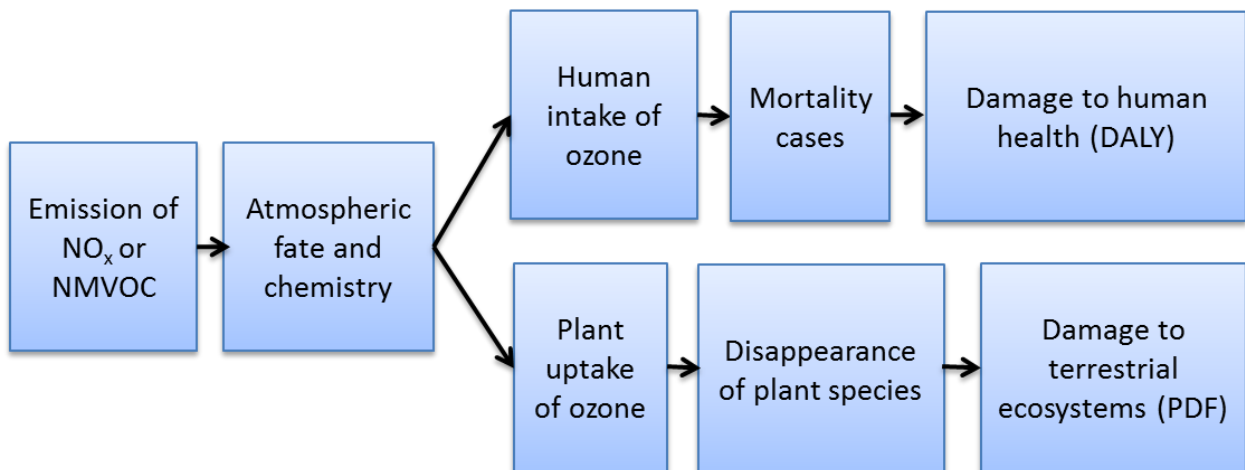 Emission of
NOₓ or
NMVOC
Atmospheric
fate and
chemistry
Human
intake of
ozone
Mortality
cases
Damage to human
health (DALY)
Plant
uptake
of ozone
Disappearance
of plant species
Damage to
terrestrial
ecosystems (PDF)